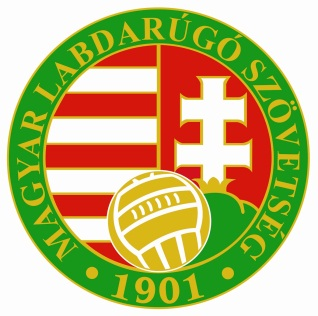 MAGYAR LABDARÚGÓ SZÖVETSÉG
• 1901 •